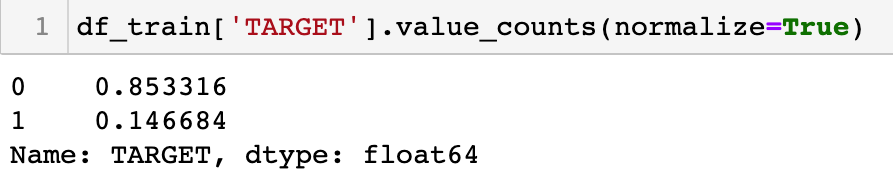 1 df_train['TARGET'].value_counts(normalize=True)
0 0.853316
1 0.146684
Name: TARGET, dtype: float64